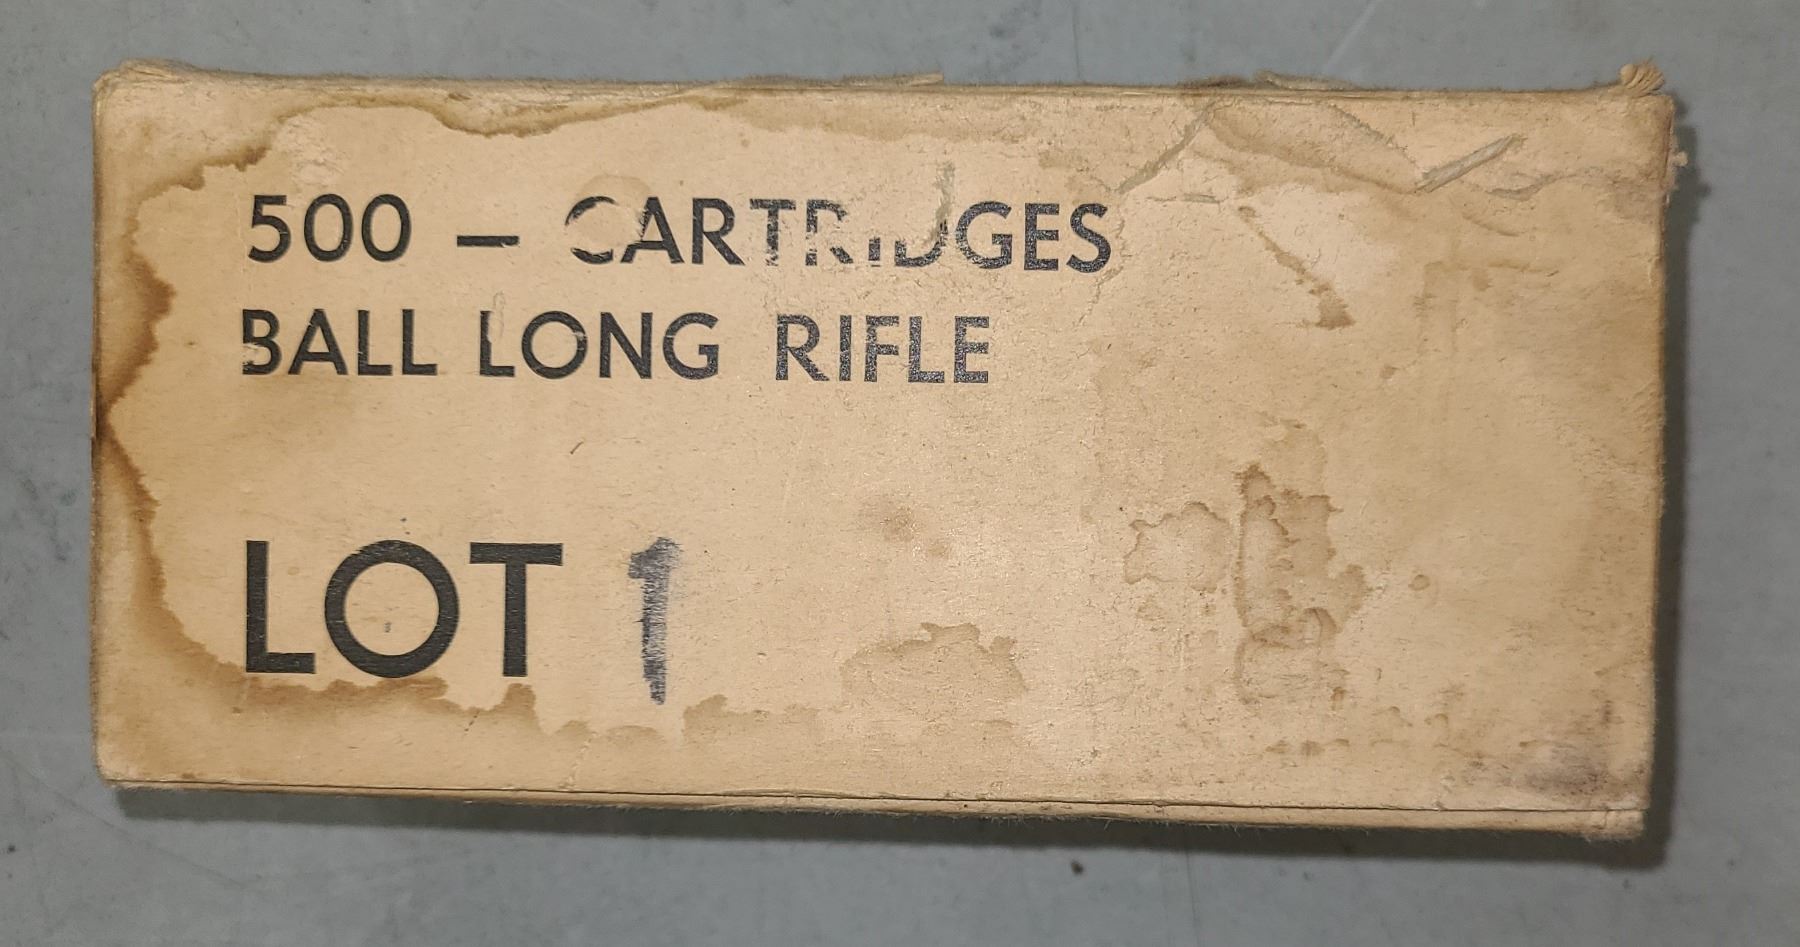 500 – CARTRIDGES
BALL LONG RIFLE
LOT 1